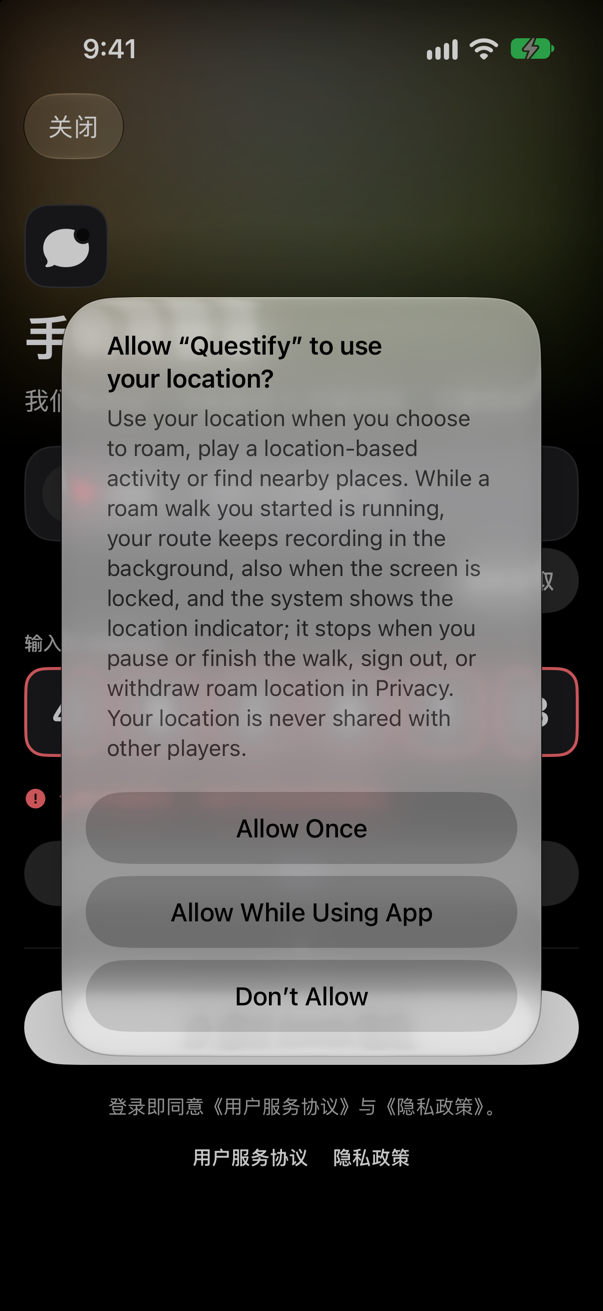 9:41
关闭
手
我们
Allow “Questify” to use
your location?
Use your location when you choose
to roam, play a location-based
activity or find nearby places. While a
roam walk you started is running,
your route keeps recording in the
background, also when the screen is
locked, and the system shows the
location indicator; it stops when you
pause or finish the walk, sign out, or
withdraw roam location in Privacy.
Your location is never shared with
other players.
输入
Allow Once
Allow While Using App
Don’t Allow
登录即同意《用户服务协议》与《隐私政策》。
用户服务协议 隐私政策